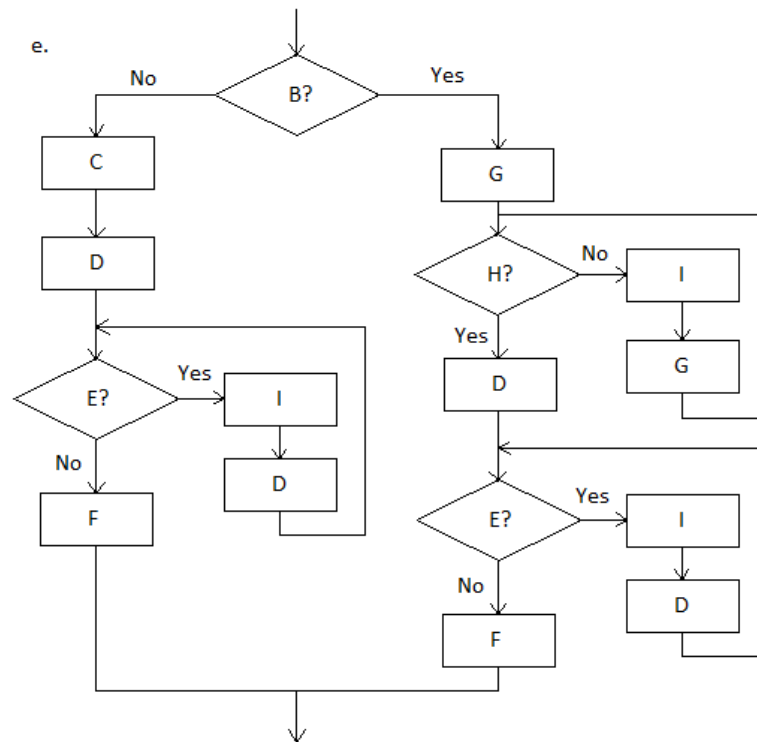 e.
B?
No
Yes
C
D
E?
Yes
I
D
No
F
G
H?
No
I
G
Yes
D
E?
Yes
I
D
No
F